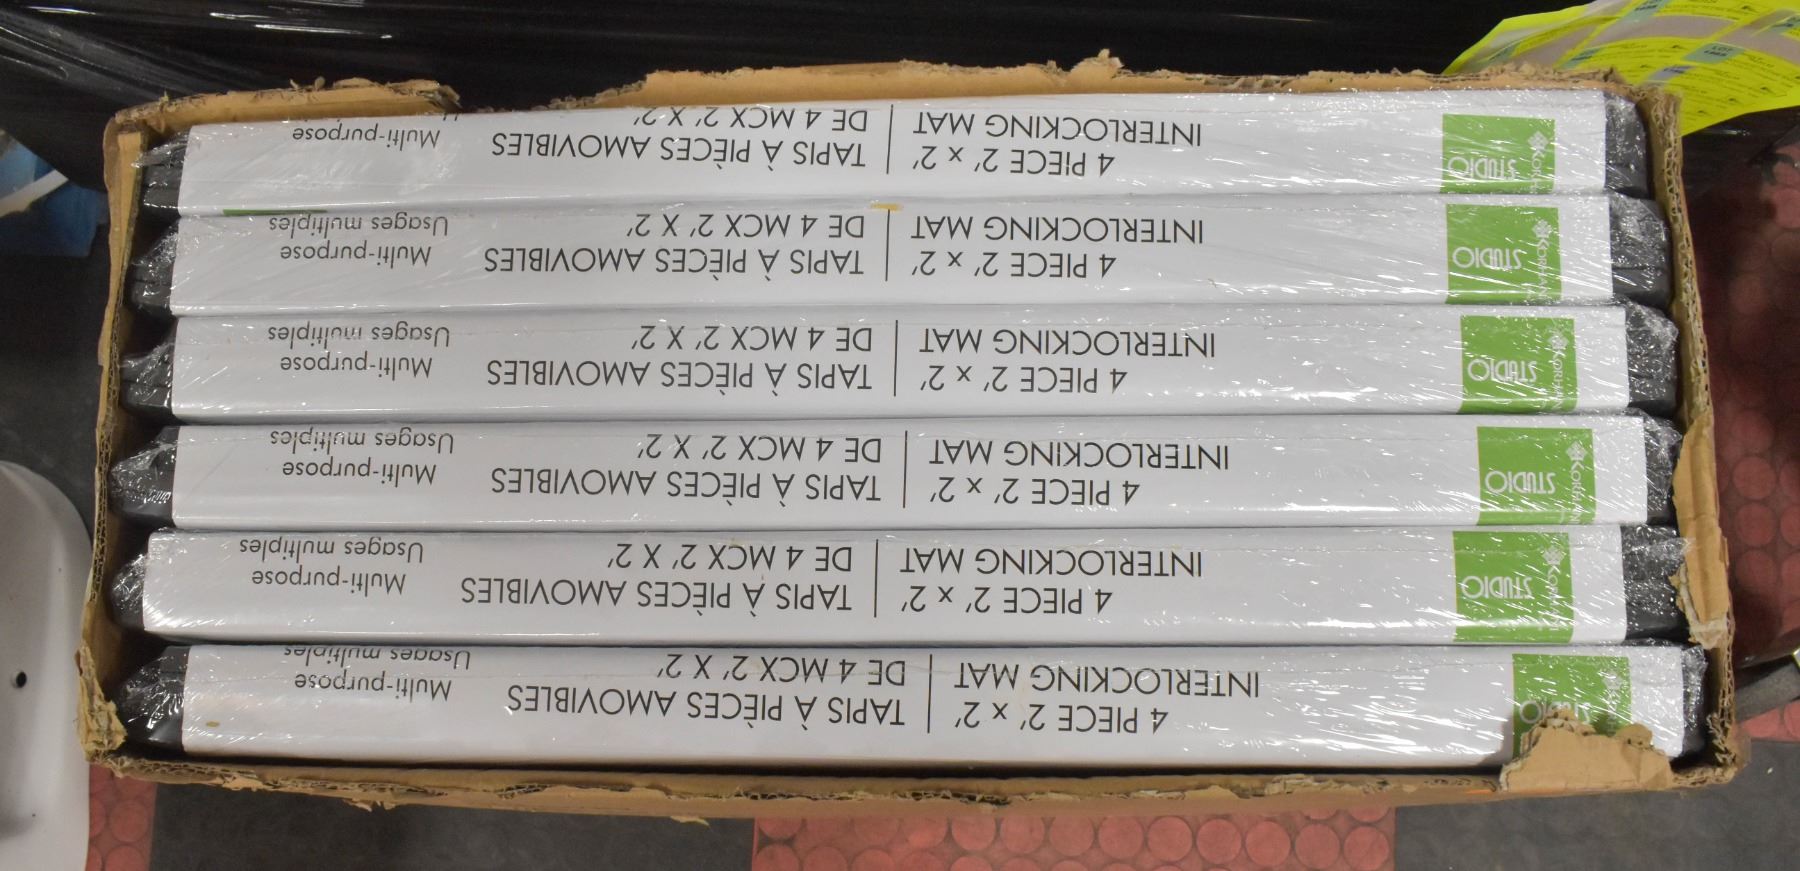 KORHANI
STUDIO
4 PIECE 2' x 2'
INTERLOCKING MAT
TAPIS À PIÈCES AMOVIBLES
DE 4 MCX 2' X 2'
Multi-purpose
Usages multiples
STUDIO
4 PIECE 2' x 2'
INTERLOCKING MAT
TAPIS À PIÈCES AMOVIBLES
DE 4 MCX 2' X 2'
Multi-purpose
Usages multiples
KORHANI
STUDIO
4 PIECE 2' x 2'
INTERLOCKING MAT
TAPIS À PIÈCES AMOVIBLES
DE 4 MCX 2' X 2'
Multi-purpose
Usages multiples
KORHANI
STUDIO
4 PIECE 2' x 2'
INTERLOCKING MAT
TAPIS À PIÈCES AMOVIBLES
DE 4 MCX 2' X 2'
Multi-purpose
Usages multiples
KORHANI
STUDIO
4 PIECE 2' x 2'
INTERLOCKING MAT
TAPIS À PIÈCES AMOVIBLES
DE 4 MCX 2' X 2'
Multi-purpose
Usages multiples
STUDIO
4 PIECE 2' x 2'
INTERLOCKING MAT
TAPIS À PIÈCES AMOVIBLES
DE 4 MCX 2' X 2'
Multi-purpose
LOT